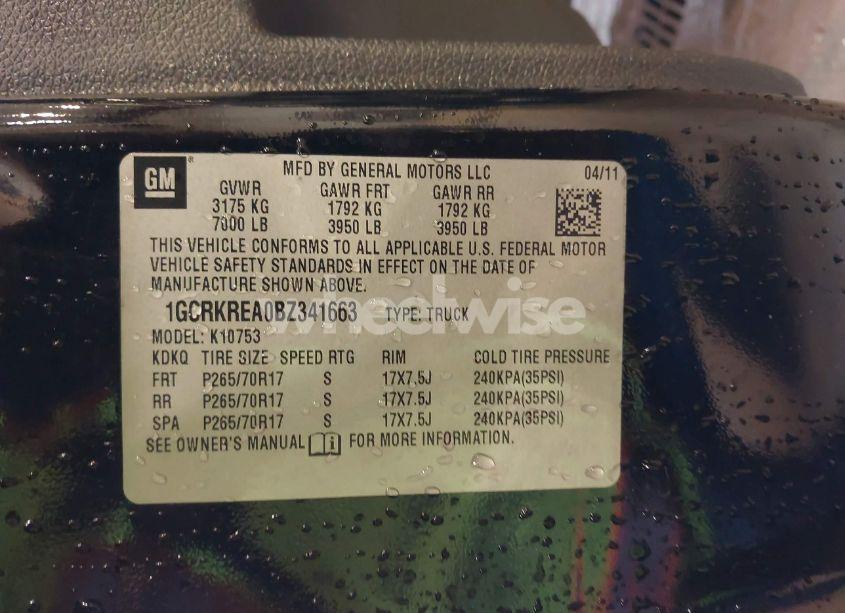 GM
MFD BY GENERAL MOTORS LLC 04/11
GVWR GAWR FRT GAWR RR
3175 KG 1792 KG 1792 KG
7000 LB 3950 LB 3950 LB
THIS VEHICLE CONFORMS TO ALL APPLICABLE U.S. FEDERAL MOTOR
VEHICLE SAFETY STANDARDS IN EFFECT ON THE DATE OF
MANUFACTURE SHOWN ABOVE.
1GCRKREA0BZ341663 TYPE: TRUCK
wheelwise
MODEL: K10753
KDKQ TIRE SIZE SPEED RTG RIM COLD TIRE PRESSURE
FRT P265/70R17 S 17X7.5J 240KPA(35PSI)
RR P265/70R17 S 17X7.5J 240KPA(35PSI)
SPA P265/70R17 S 17X7.5J 240KPA(35PSI)
SEE OWNER'S MANUAL FOR MORE INFORMATION.